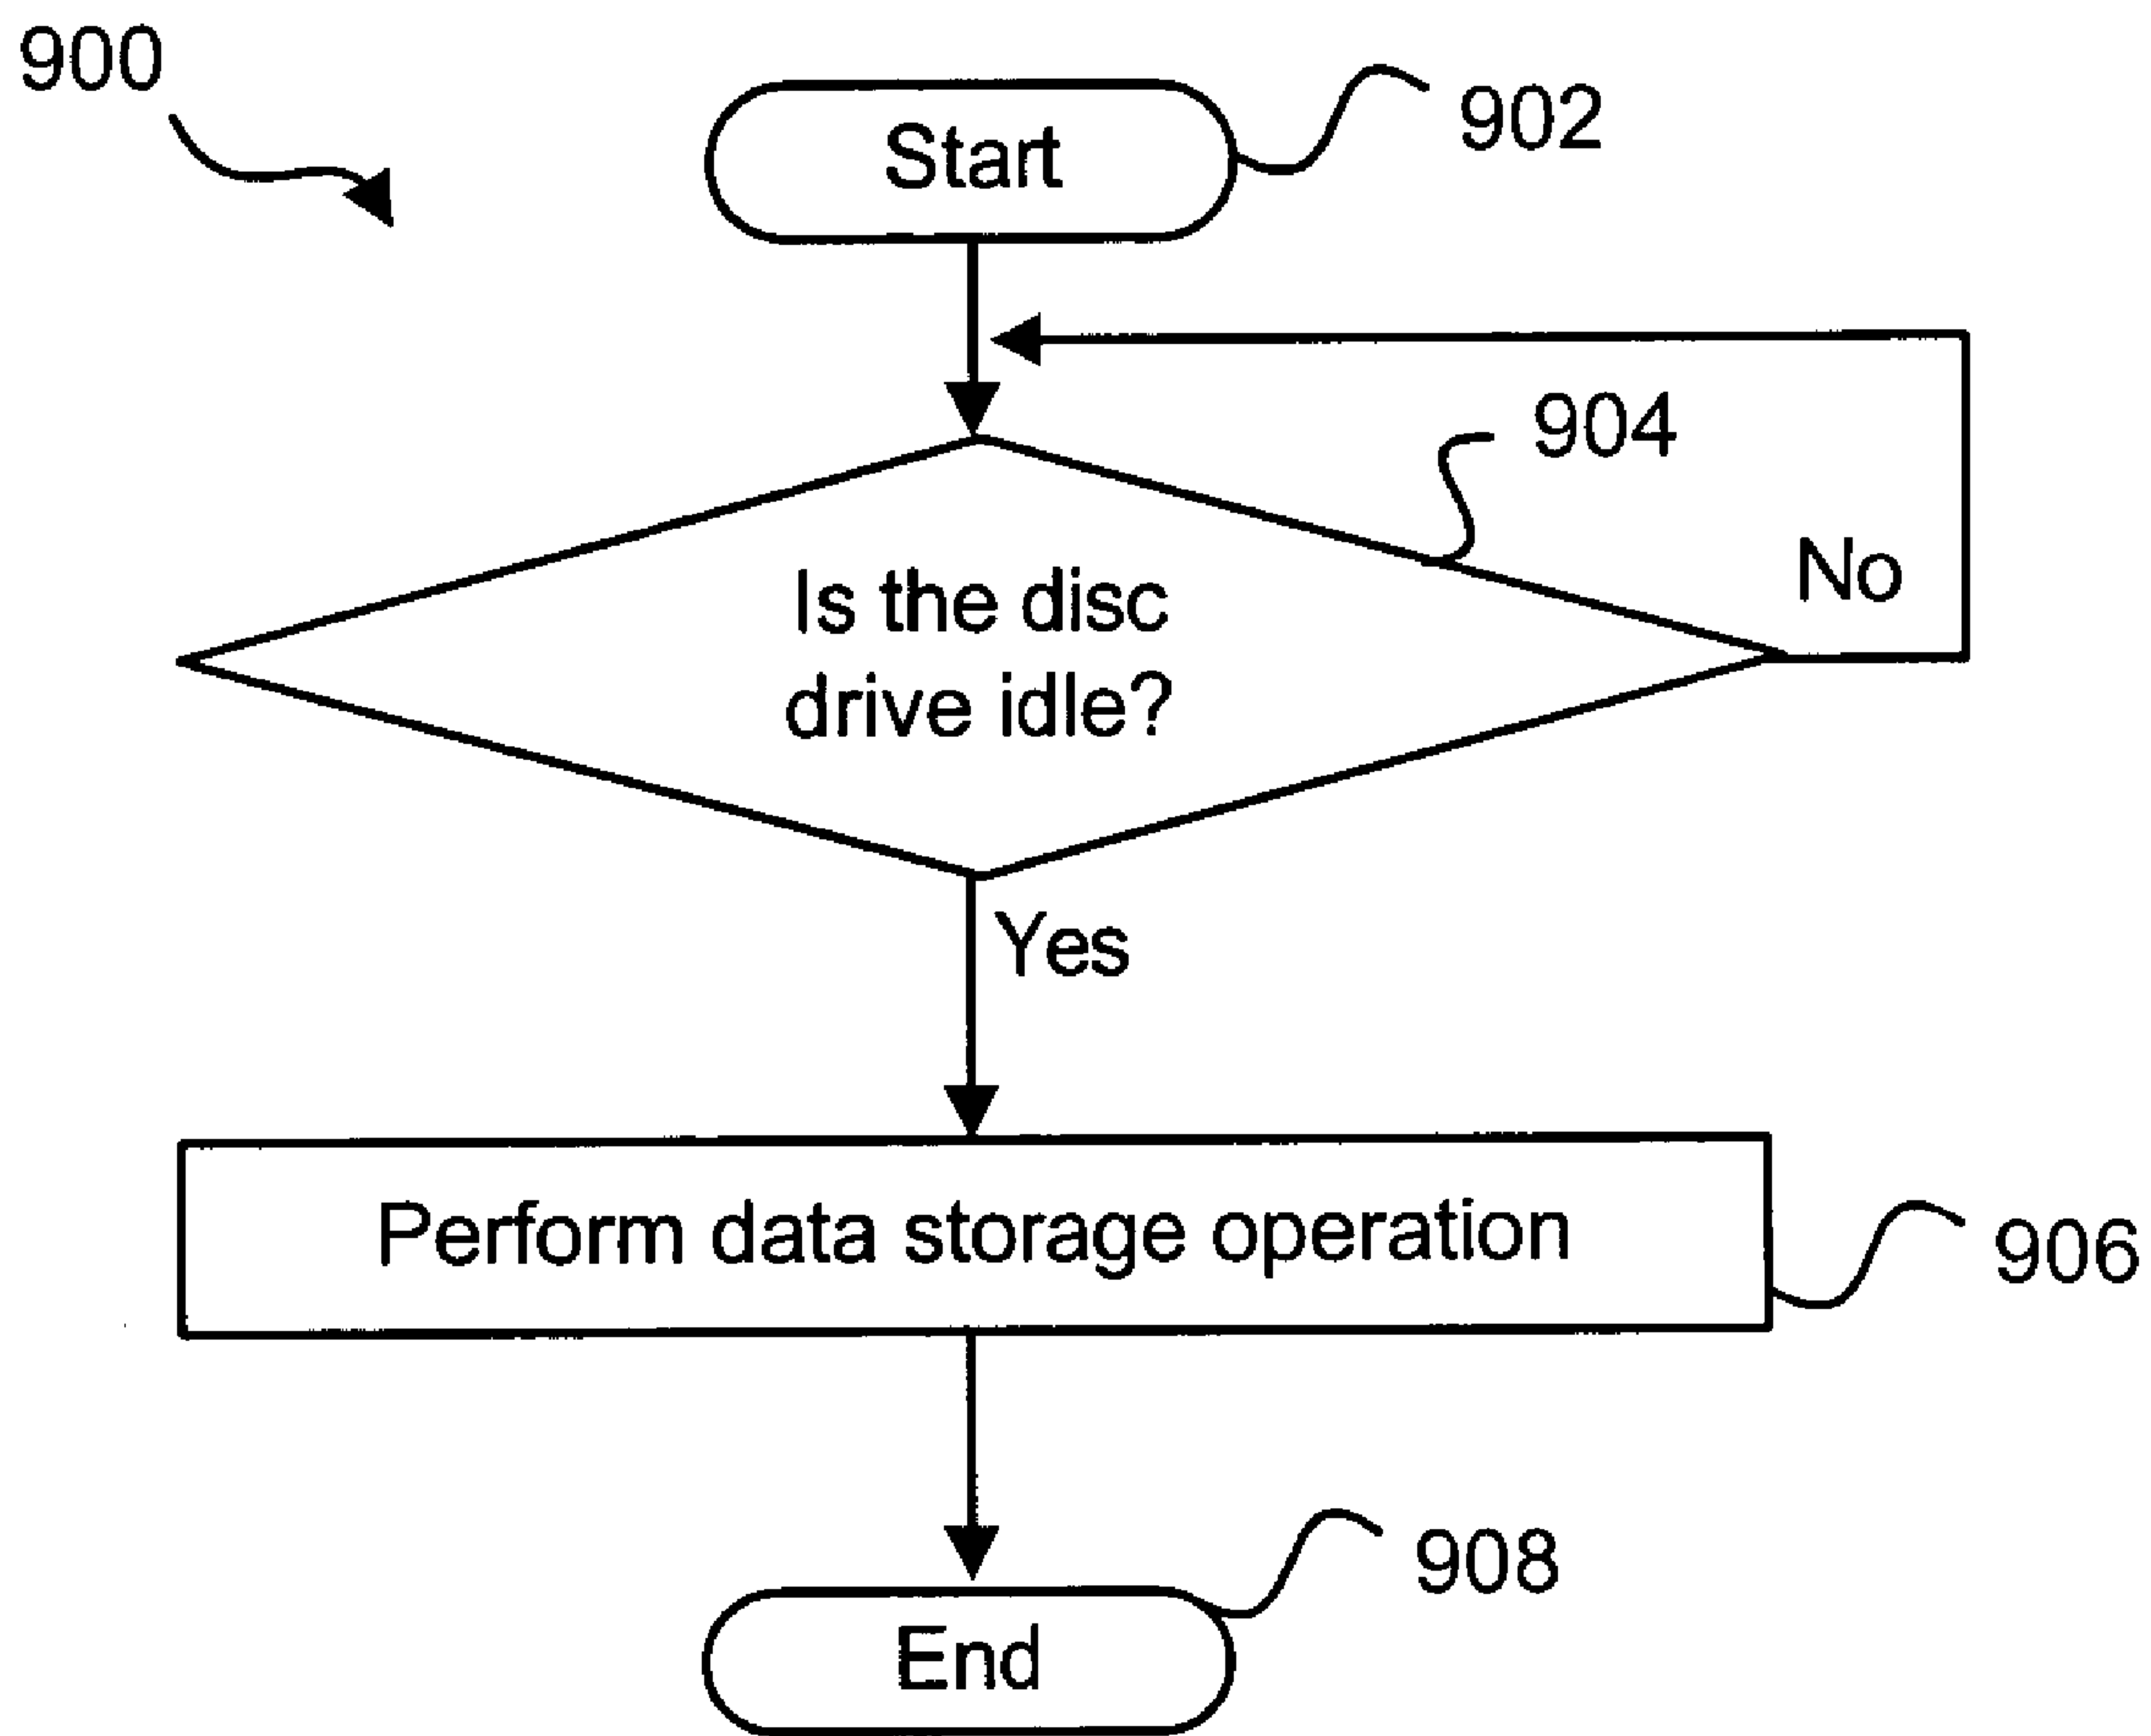 900
Start
902
904
No
Is the disc
drive idle?
Yes
Perform data storage operation
906
908
End